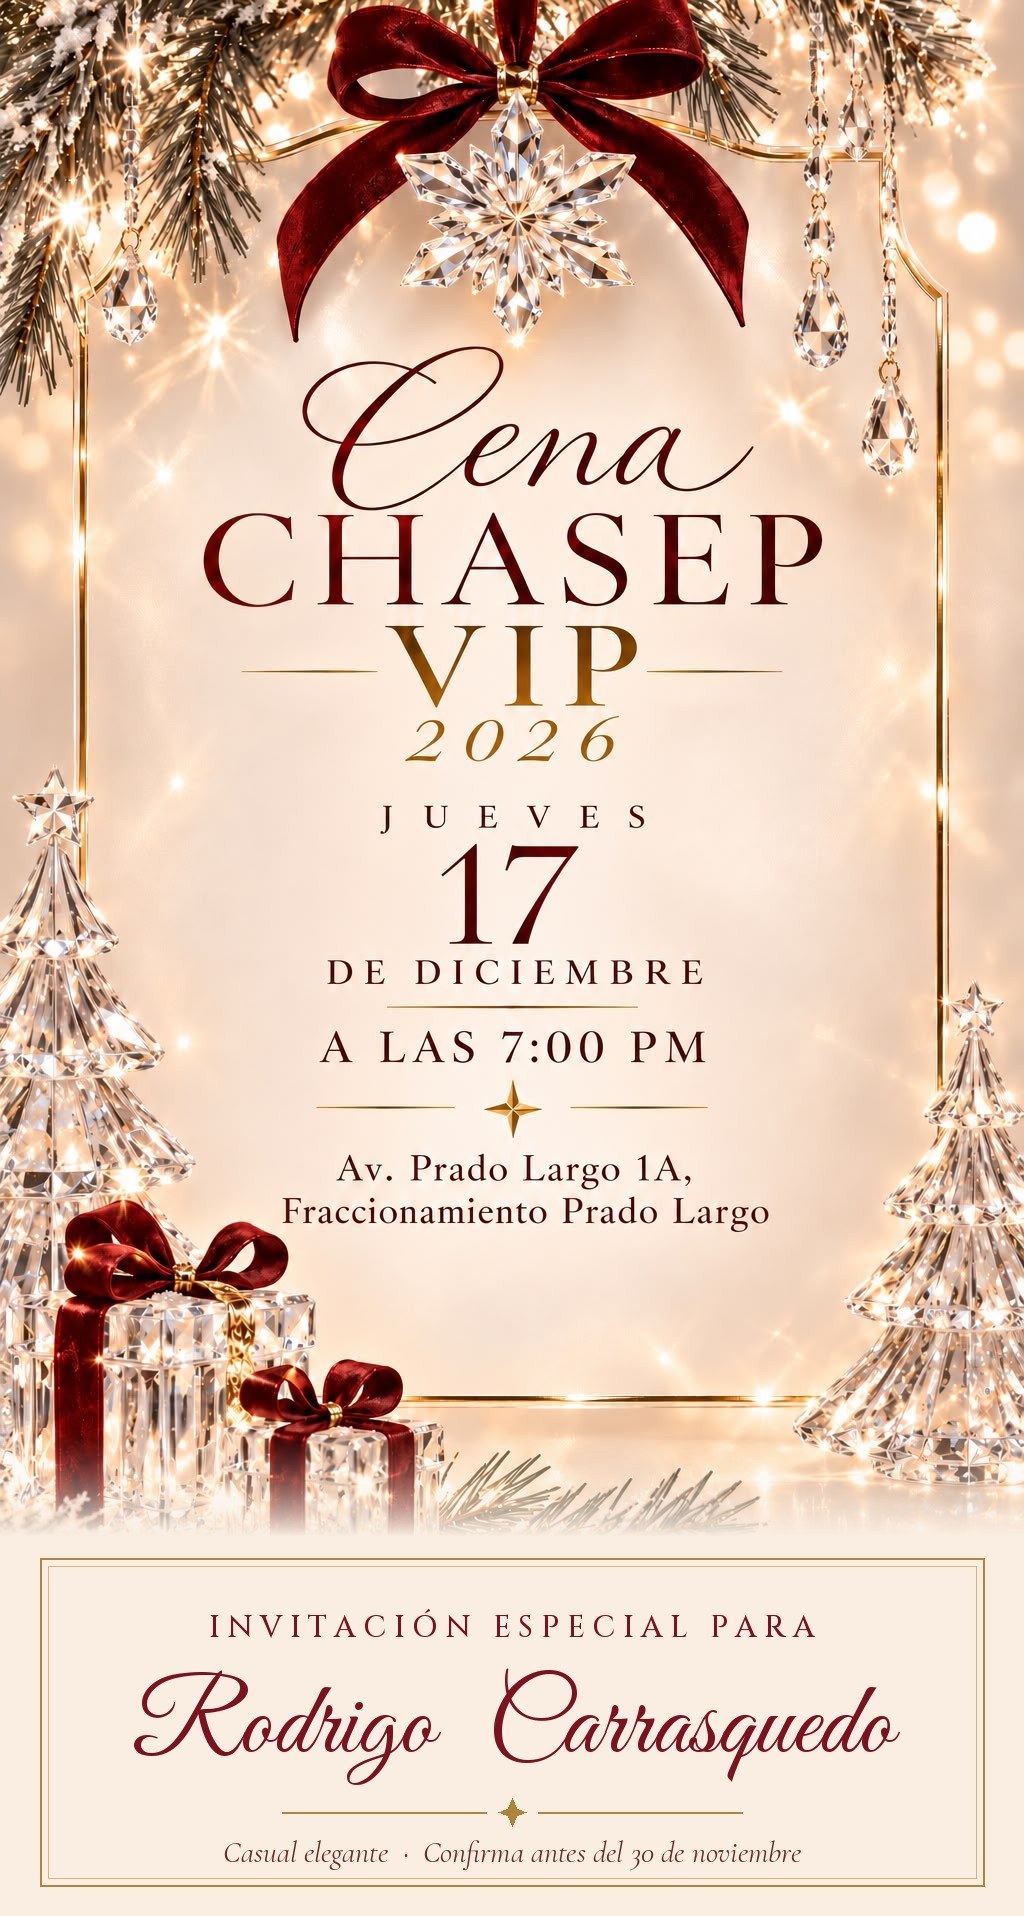 Cena
CHASEP
VIP
2026
JUEVES
17
DE DICIEMBRE
A LAS 7:00 PM
Av. Prado Largo 1A,
Fraccionamiento Prado Largo
INVITACIÓN ESPECIAL PARA
Rodrigo Carrasquedo
Casual elegante · Confirma antes del 30 de noviembre